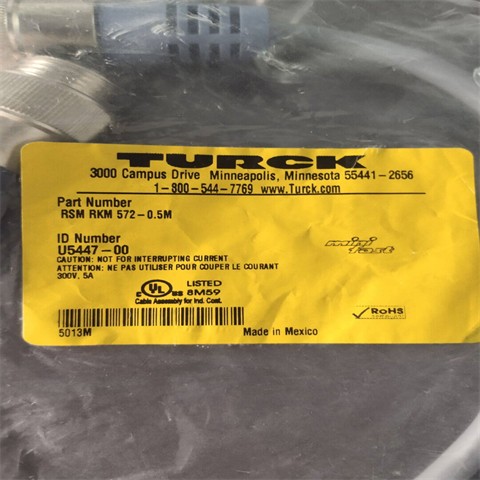 TURCK
3000 Campus Drive Minneapolis, Minnesota 55441-2656
1-800-544-7769 www.Turck.com
Part Number
RSM RKM 572-0.5M
ID Number
U5447-00
CAUTION: NOT FOR INTERRUPTING CURRENT
ATTENTION: NE PAS UTILISER POUR COUPER LE COURANT
300V, 5A
mini
fast
C UL US LISTED
8M59
Cable Assembly for Ind. Cont.
RoHS
5013M
Made in Mexico